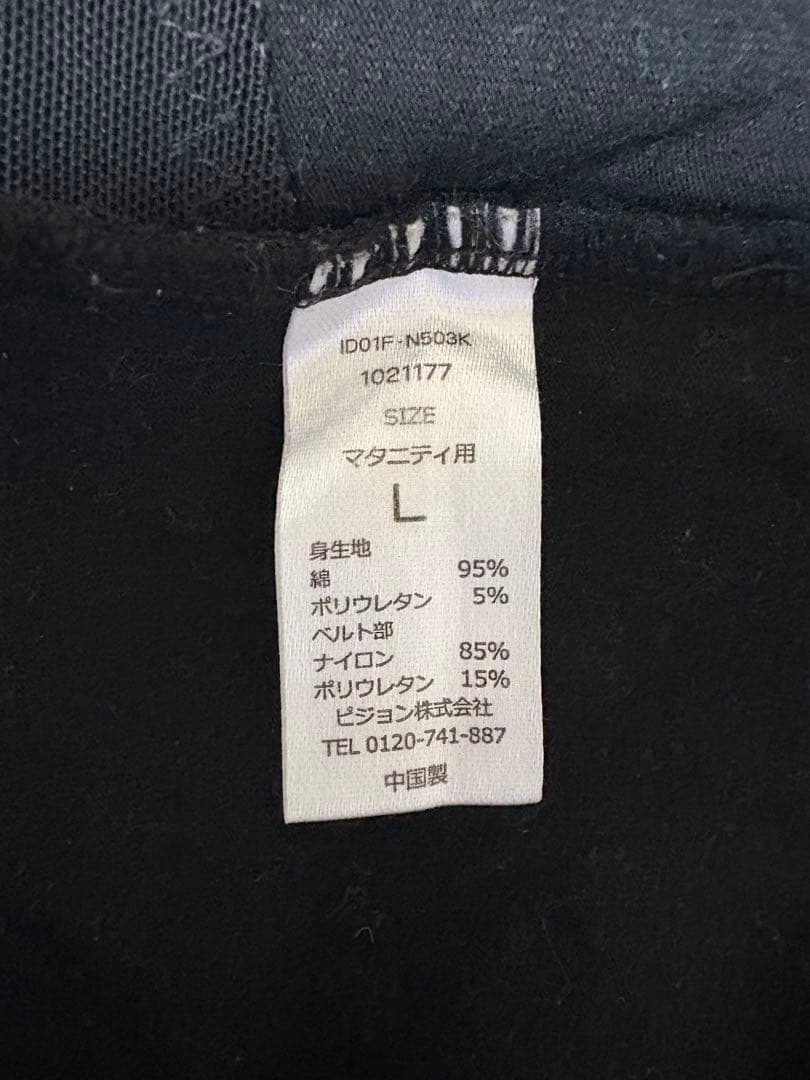 ID01F-N503K
1021177
SIZE
マタニティ用
L
身生地
綿 95%
ポリウレタン 5%
ベルト部
ナイロン 85%
ポリウレタン 15%
ピジョン株式会社
TEL 0120-741-887
中国製